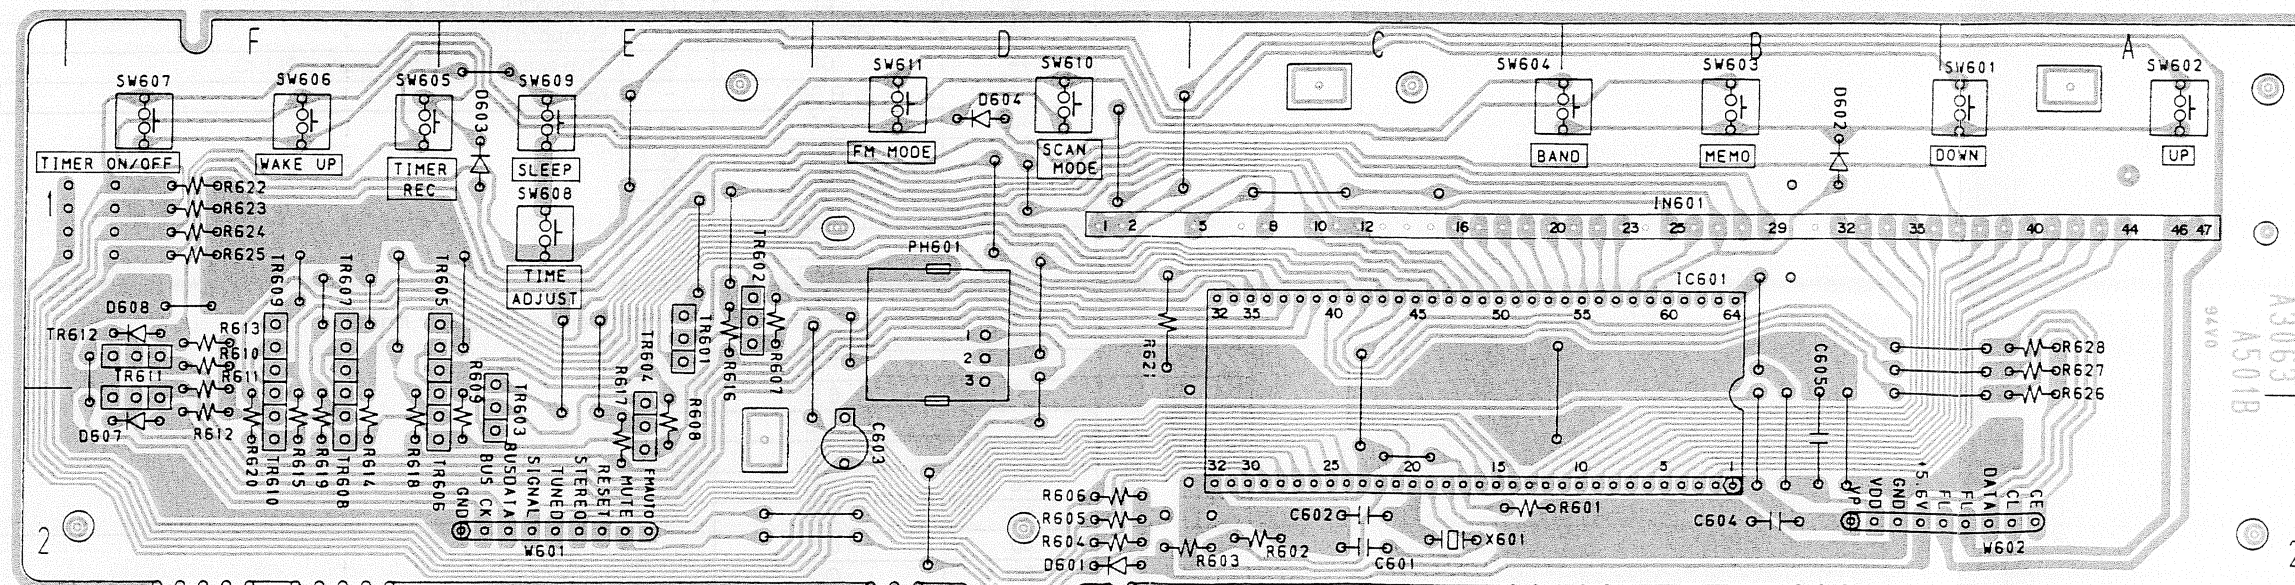 F E D C B A
SW607 SW606 SW605 SW609 SW611 SW610 SW604 SW603 SW601 SW602
D603 D604 D602
TIMER ON/OFF WAKE UP TIMER REC SLEEP FM MODE SCAN MODE BAND MEMO DOWN UP
SW608
TIME ADJUST
R622
R623
R624
R625
IN601
1 2 5 8 10 12 16 20 23 25 29 32 35 40 44 46 47
PH601
1
2
3
IC601
32 35 40 45 50 55 60 64
32 30 25 20 15 10 5 1
TR609 TR607 TR605 TR602
D608
TR612
R613
R610
R611
TR611
D607
R612
R609 TR603 R617 TR604 TR601 R616 R607
R608
C603
R621
C605
R620 TR610 R615 R619 TR608 R614 R618 TR606
GND BUS CK BUSDATA SIGNAL TUNED STEREO RESET MUTE FMAUTO
W601
R606
R605
R604
D601
R603
R602
C602
C601
X601
R601
C604
R628
R627
R626
VP VDD GND +5.6V FL FL DATA CL CE
W602
2
A3063
A501B
94V0